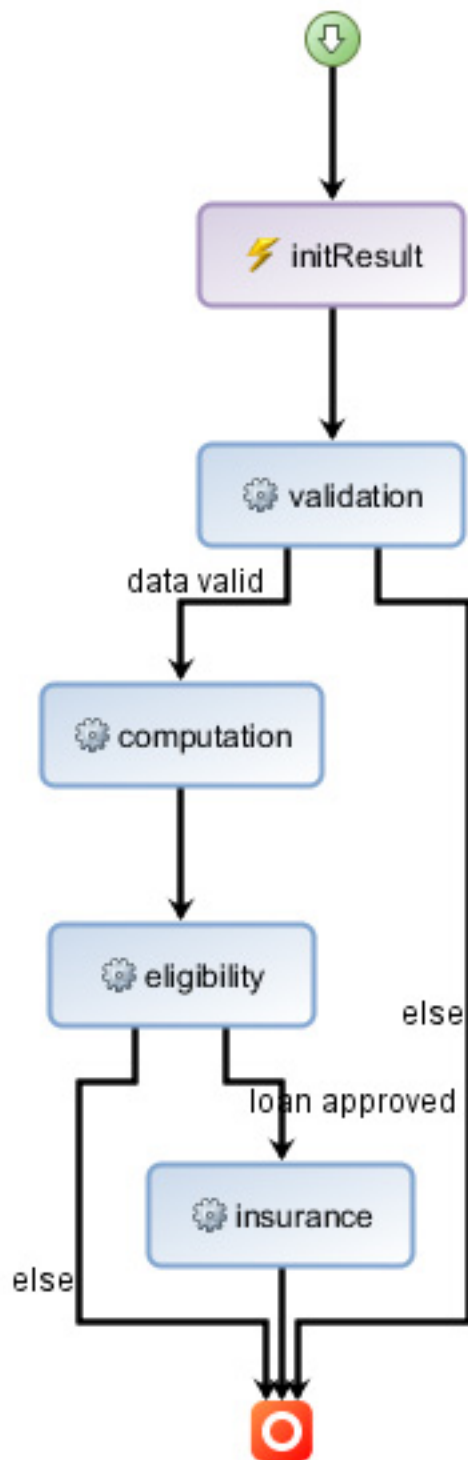 initResult
validation
data valid
computation
eligibility
else
loan approved
insurance
else